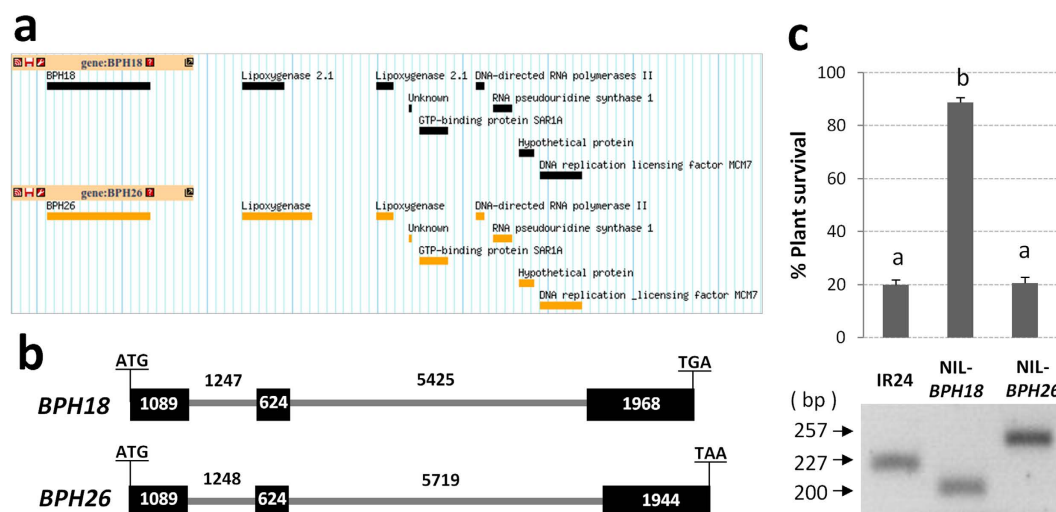 a
gene:BPH18
BPH18
Lipoxygenase 2.1
Lipoxygenase 2.1
DNA-directed RNA polymerases II
Unknown
RNA pseudouridine synthase 1
GTP-binding protein SAR1A
Hypothetical protein
DNA replication licensing factor MCM7
gene:BPH26
BPH26
Lipoxygenase
Lipoxygenase
DNA-directed RNA polymerase II
Unknown
RNA pseudouridine synthase 1
GTP-binding protein SAR1A
Hypothetical protein
DNA replication _licensing factor MCM7
b
ATG
1247
5425
TGA
BPH18
1089
624
1968
ATG
1248
5719
TAA
BPH26
1089
624
1944
c
% Plant survival
100
80
60
40
20
0
a
b
a
IR24
NIL-
BPH18
NIL-
BPH26
( bp )
257
227
200